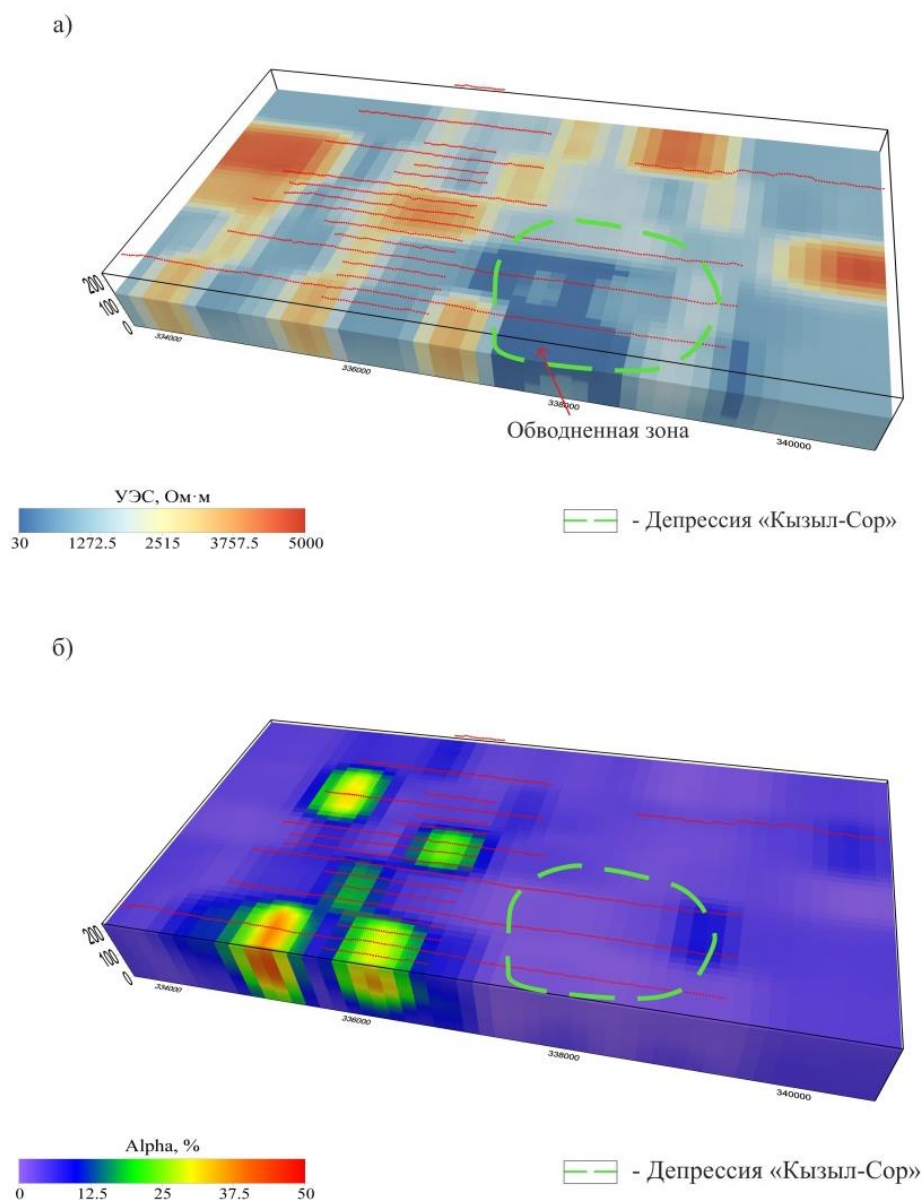 а)
200
100
0
334000
336000
338000
340000
Обводненная зона
УЭС, Ом·м
30 1272.5 2515 3757.5 5000
- Депрессия «Кызыл-Сор»
б)
200
100
0
334000
336000
338000
340000
Alpha, %
0 12.5 25 37.5 50
- Депрессия «Кызыл-Сор»